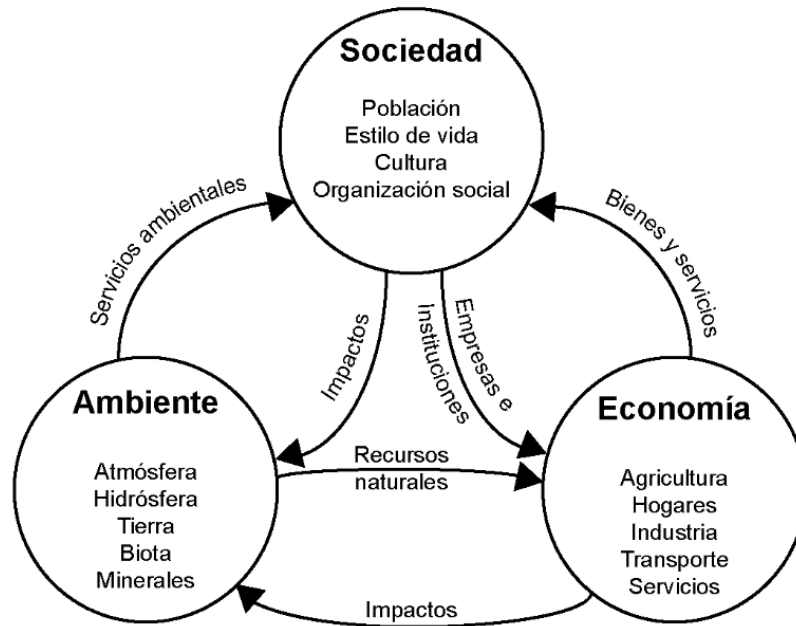 Sociedad
Población
Estilo de vida
Cultura
Organización social
Servicios ambientales
Bienes y servicios
Impactos
Empresas e
Instituciones
Ambiente
Atmósfera
Hidrósfera
Tierra
Biota
Minerales
Recursos
naturales
Economía
Agricultura
Hogares
Industria
Transporte
Servicios
Impactos